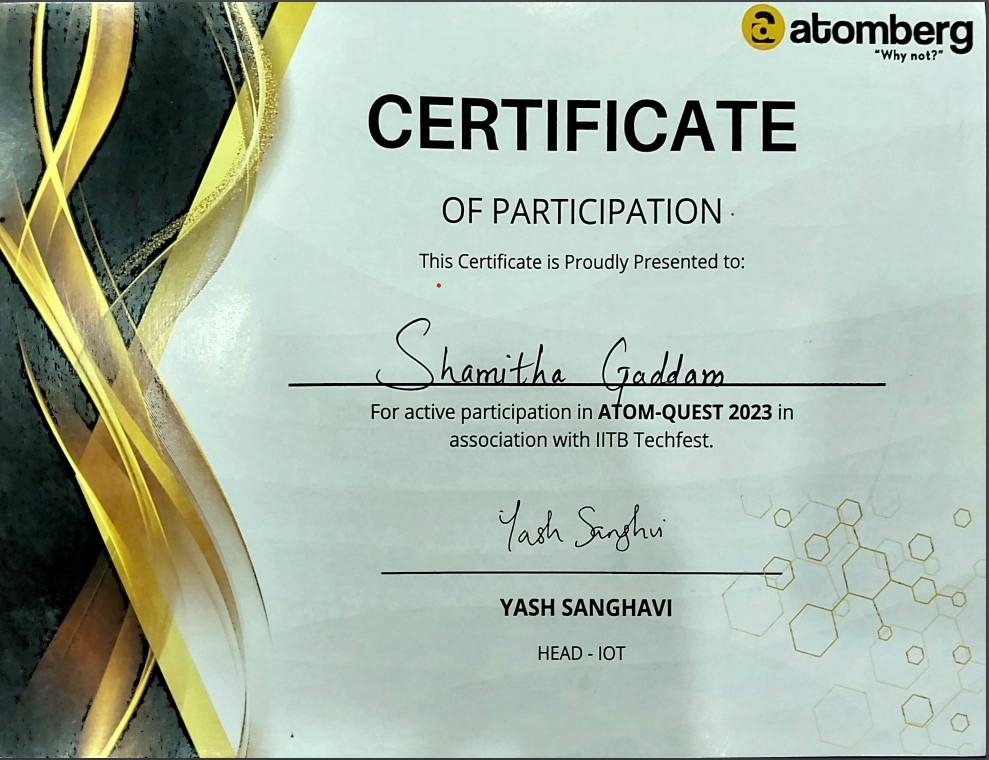 atomberg
"Why not?"
CERTIFICATE
OF PARTICIPATION
This Certificate is Proudly Presented to:
Shamitha Gaddam
For active participation in ATOM-QUEST 2023 in
association with IITB Techfest.
Yash Sanghvi
YASH SANGHAVI
HEAD - IOT